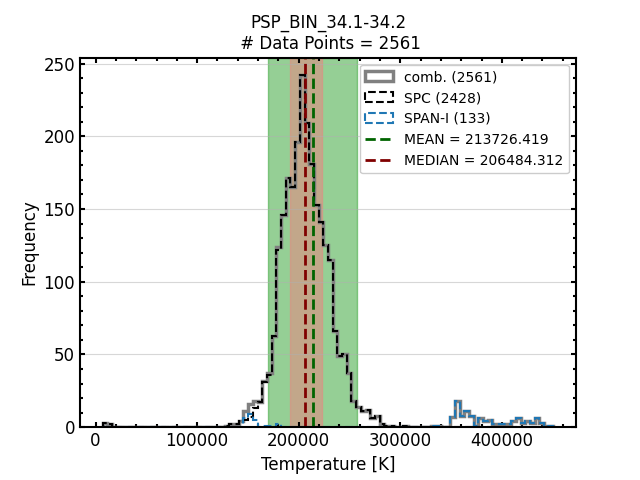 PSP_BIN_34.1-34.2
# Data Points = 2561
comb. (2561)
SPC (2428)
SPAN-I (133)
MEAN = 213726.419
MEDIAN = 206484.312
Frequency
250
200
150
100
50
0
0 100000 200000 300000 400000
Temperature [K]